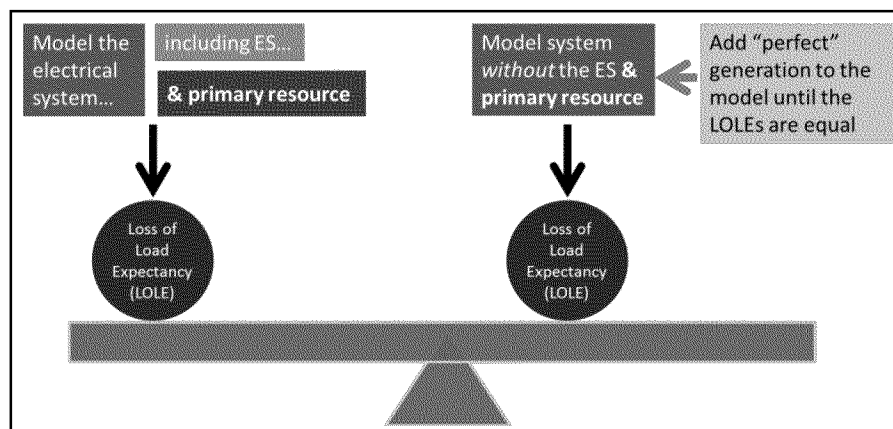 Model the
electrical
system…
including ES…
& primary resource
Model system
without the ES &
primary resource
Add “perfect”
generation to the
model until the
LOLEs are equal
Loss of
Load
Expectancy
(LOLE)
Loss of
Load
Expectancy
(LOLE)